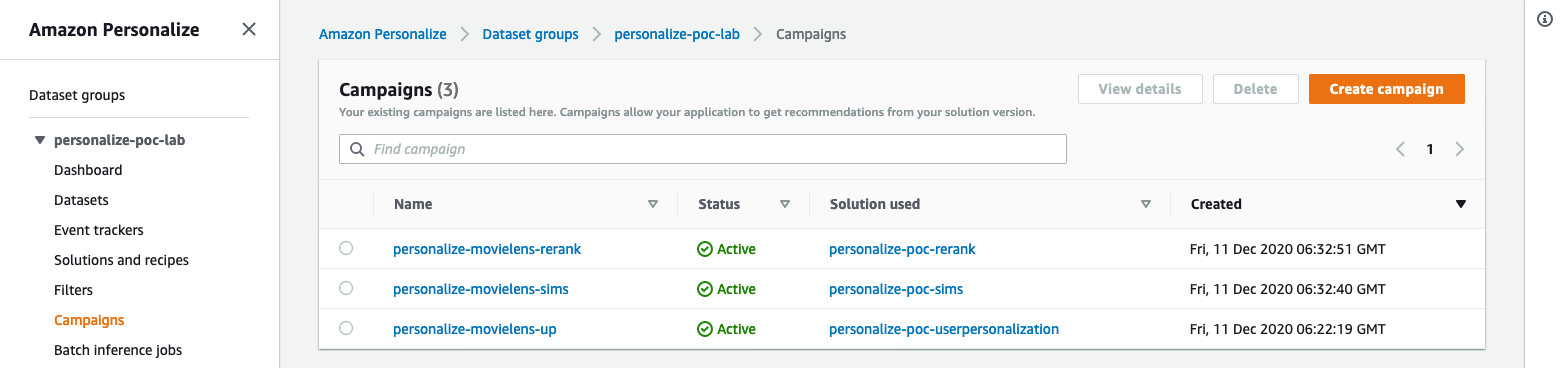 Amazon Personalize
Dataset groups
personalize-poc-lab
Dashboard
Datasets
Event trackers
Solutions and recipes
Filters
Campaigns
Batch inference jobs
Amazon Personalize Dataset groups personalize-poc-lab Campaigns
Campaigns (3)
Your existing campaigns are listed here. Campaigns allow your application to get recommendations from your solution version.
View details Delete Create campaign
Find campaign
1
Name Status Solution used Created
personalize-movielens-rerank Active personalize-poc-rerank Fri, 11 Dec 2020 06:32:51 GMT
personalize-movielens-sims Active personalize-poc-sims Fri, 11 Dec 2020 06:32:40 GMT
personalize-movielens-up Active personalize-poc-userpersonalization Fri, 11 Dec 2020 06:22:19 GMT